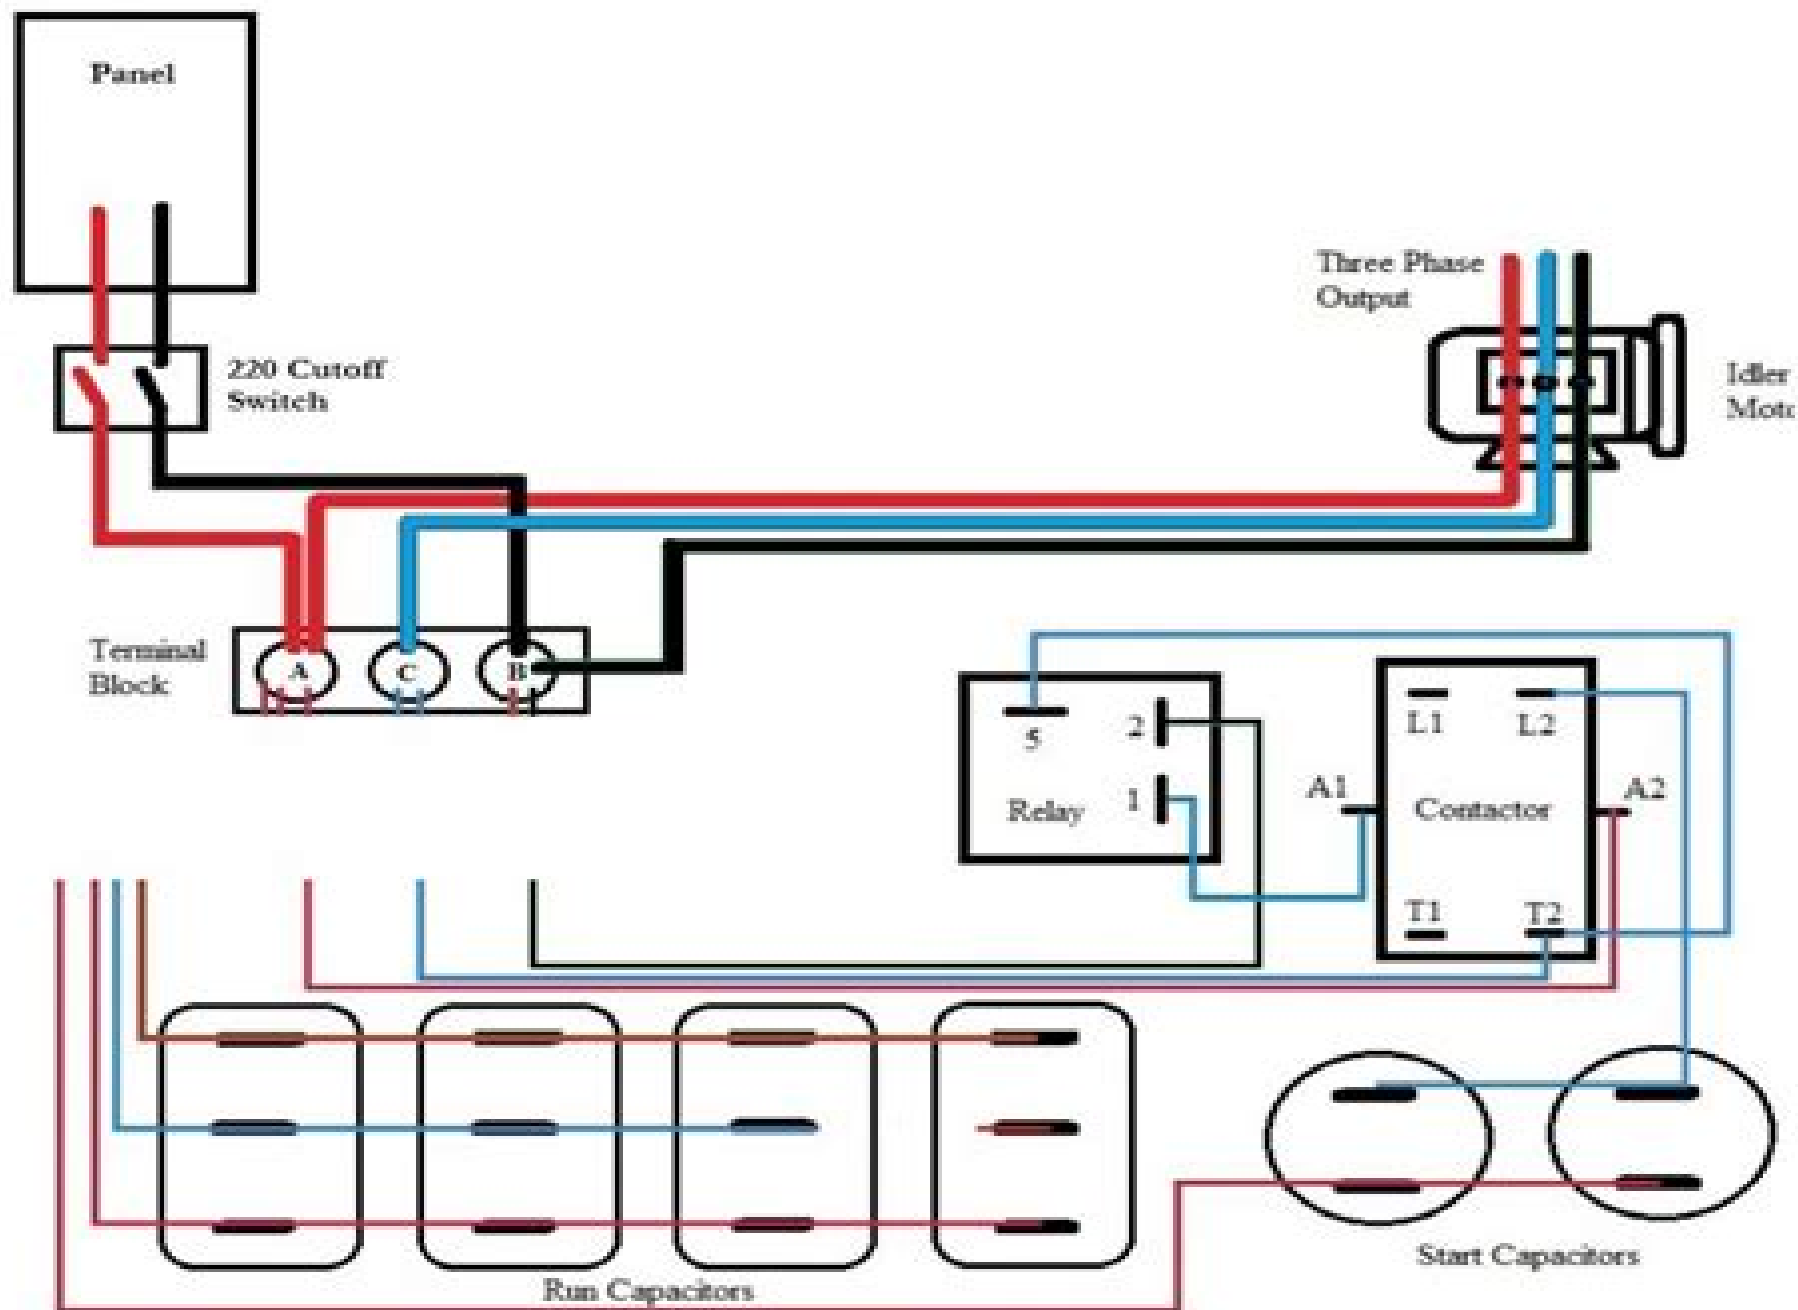 Panel
220 Cutoff
Switch
Three Phase
Output
Idler
Terminal
Block
A
C
B
5
2
1
Relay
L1
L2
A1
Contactor
A2
T1
T2
Run Capacitors
Start Capacitors